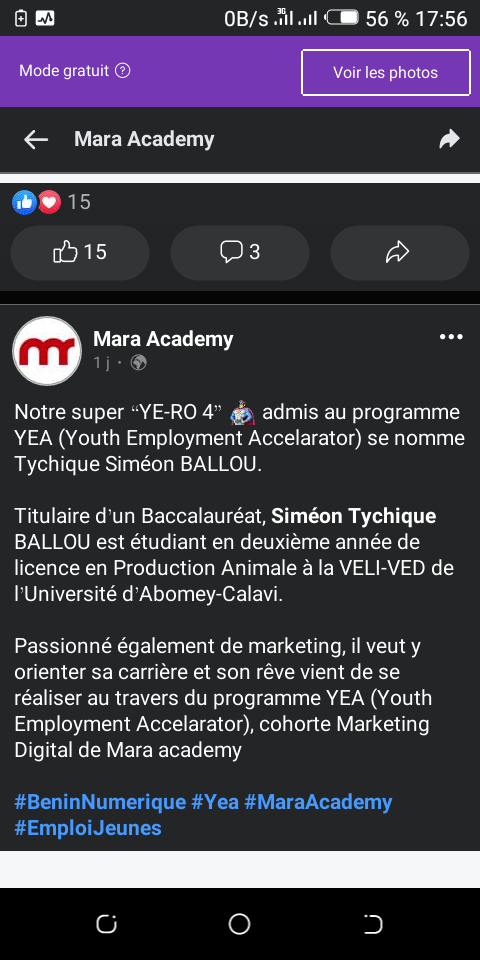 0B/s 3G 56 % 17:56
Mode gratuit ?
Voir les photos
Mara Academy
15
15
3
mr
Mara Academy
1 j ·
Notre super “YE-RO 4” admis au programme
YEA (Youth Employment Accelarator) se nomme
Tychique Siméon BALLOU.
Titulaire d’un Baccalauréat, Siméon Tychique
BALLOU est étudiant en deuxième année de
licence en Production Animale à la VELI-VED de
l’Université d’Abomey-Calavi.
Passionné également de marketing, il veut y
orienter sa carrière et son rêve vient de se
réaliser au travers du programme YEA (Youth
Employment Accelarator), cohorte Marketing
Digital de Mara academy
#BeninNumerique #Yea #MaraAcademy
#EmploiJeunes